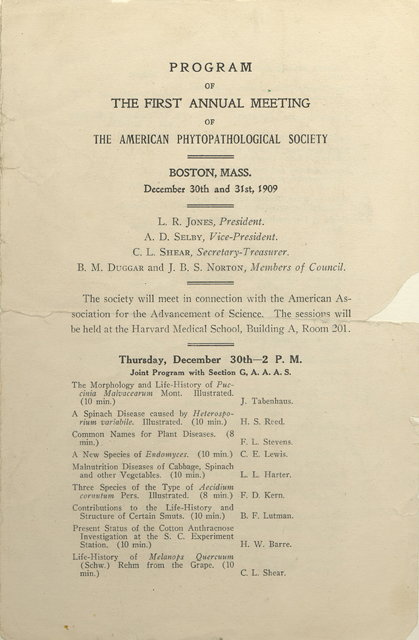 PROGRAM
OF
THE FIRST ANNUAL MEETING
OF
THE AMERICAN PHYTOPATHOLOGICAL SOCIETY
BOSTON, MASS.
December 30th and 31st, 1909
L. R. JONES, President.
A. D. SELBY, Vice-President.
C. L. SHEAR, Secretary-Treasurer.
B. M. DUGGAR and J. B. S. NORTON, Members of Council.
The society will meet in connection with the American As-
sociation for the Advancement of Science. The sessions will
be held at the Harvard Medical School, Building A, Room 201.
Thursday, December 30th—2 P. M.
Joint Program with Section G, A. A. A. S.
The Morphology and Life-History of Puc-
cinia Malvacearum Mont. Illustrated.
(10 min.) J. Taubenhaus.
A Spinach Disease caused by Heterospo-
rium variabile. Illustrated. (10 min.) H. S. Reed.
Common Names for Plant Diseases. (8
min.) F. L. Stevens.
A New Species of Endomyces. (10 min.) C. E. Lewis.
Malnutrition Diseases of Cabbage, Spinach
and other Vegetables. (10 min.) L. L. Harter.
Three Species of the Type of Aecidium
cornutum Pers. Illustrated. (8 min.) F. D. Kern.
Contributions to the Life-History and
Structure of Certain Smuts. (10 min.) B. F. Lutman.
Present Status of the Cotton Anthracnose
Investigation at the S. C. Experiment
Station. (10 min.) H. W. Barre.
Life-History of Melanops Quercuum
(Schw.) Rehm from the Grape. (10
min.) C. L. Shear.